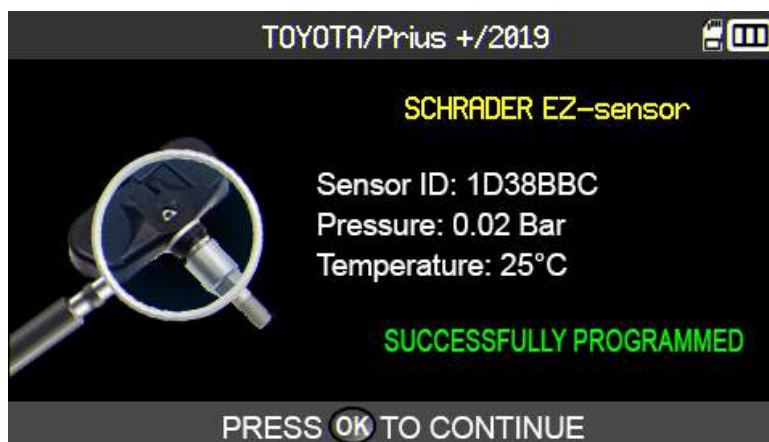 TOYOTA/Prius +/2019
SCHRADER EZ-sensor
Sensor ID: 1D38BBC
Pressure: 0.02 Bar
Temperature: 25°C
SUCCESSFULLY PROGRAMMED
PRESS OK TO CONTINUE